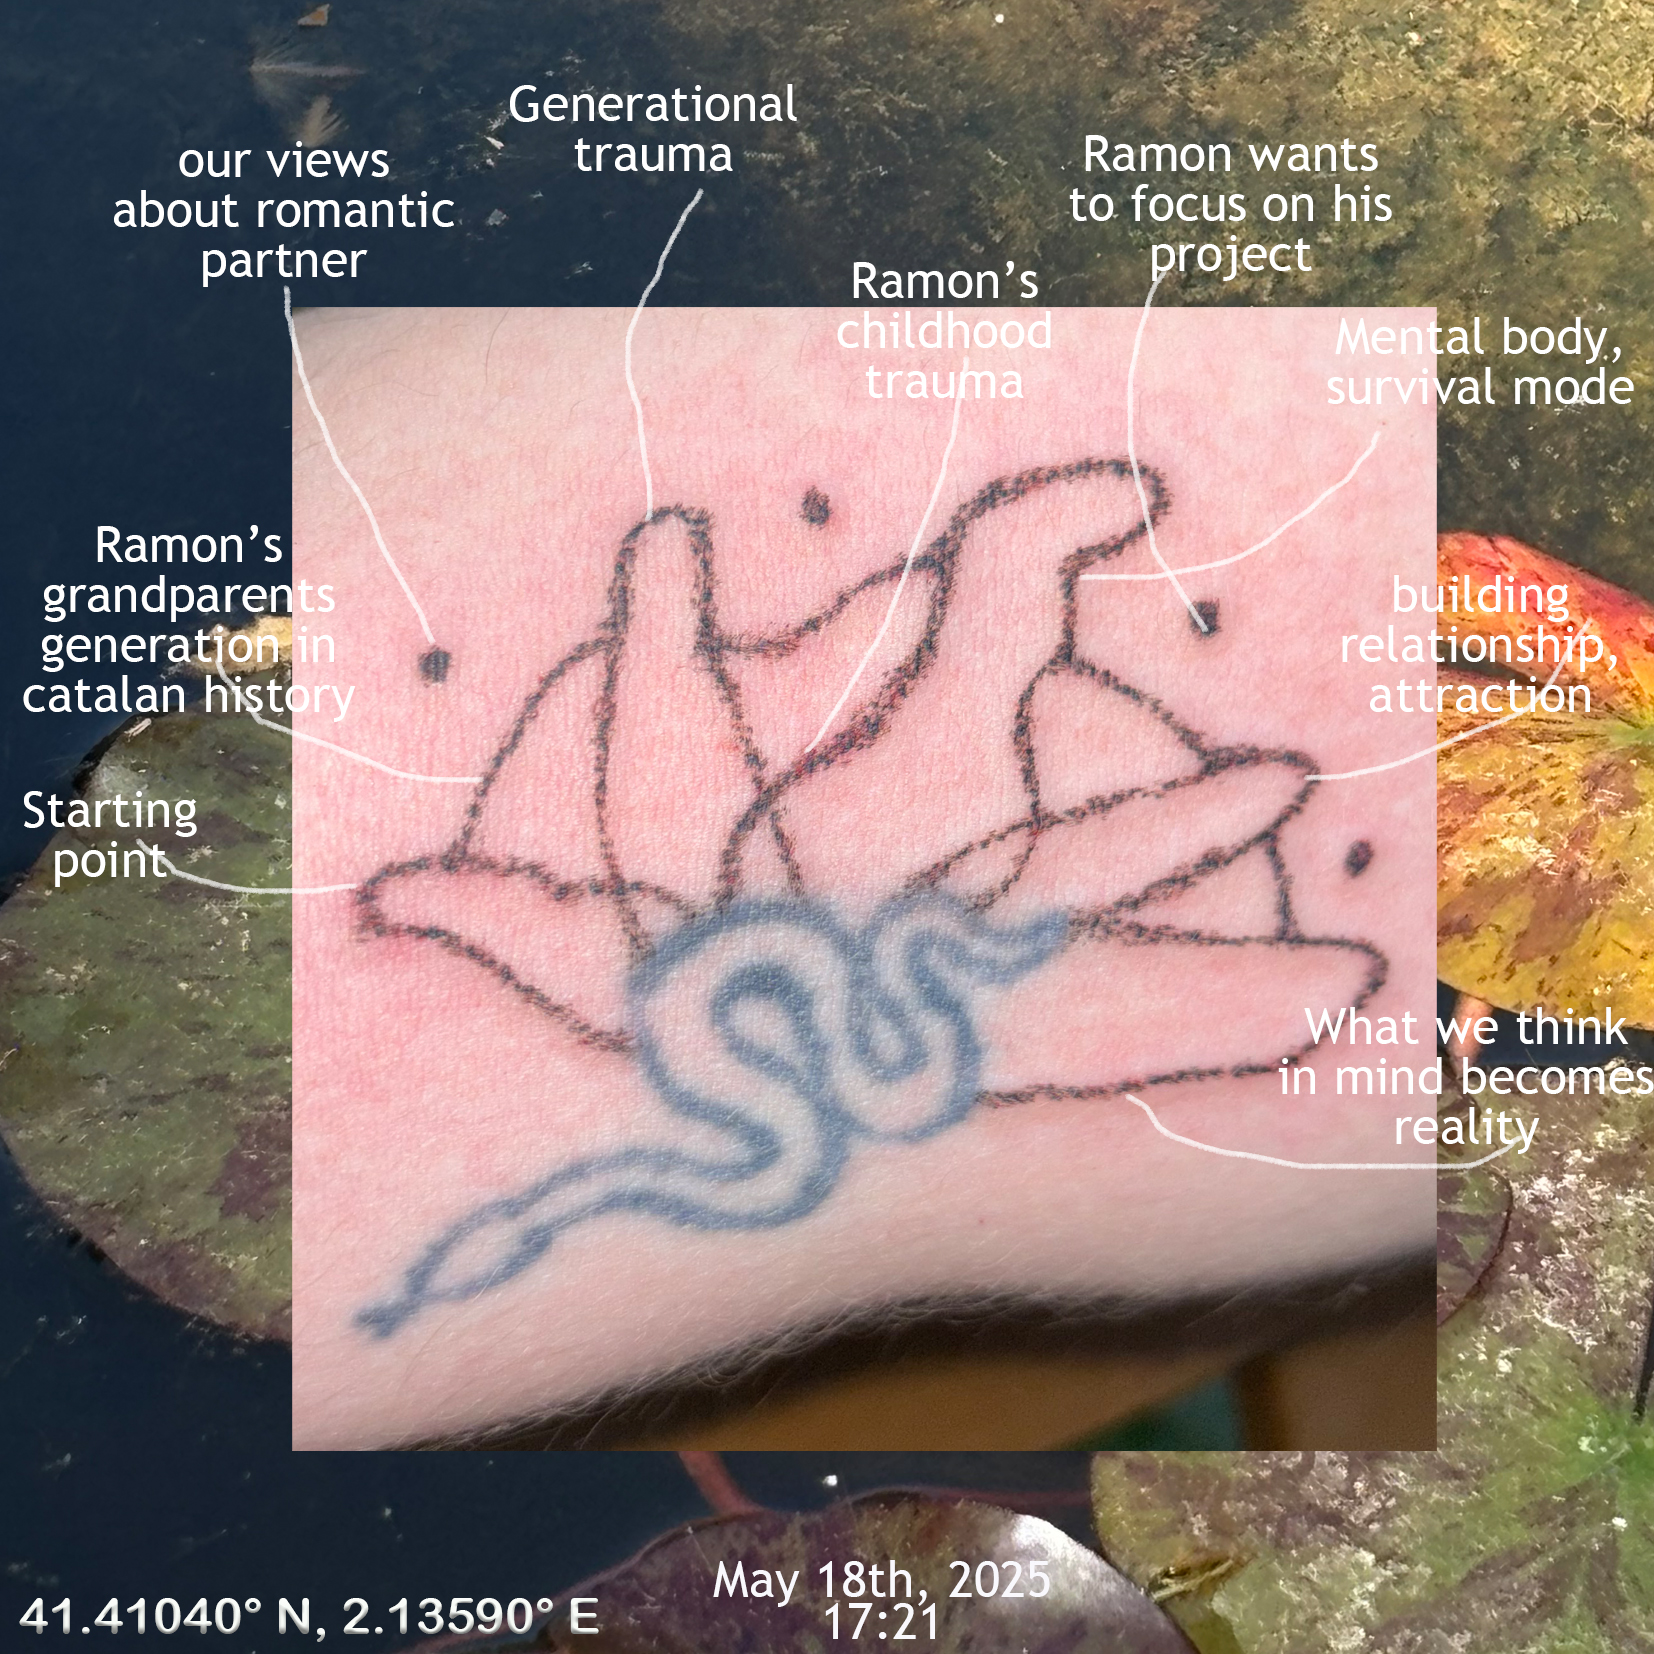 Generational
trauma
our views
about romantic
partner
Ramon wants
to focus on his
project
Ramon’s
childhood
trauma
Mental body,
survival mode
Ramon’s
grandparents
generation in
catalan history
building
relationship,
attraction
Starting
point
What we think
in mind becomes
reality
May 18th, 2025
17:21
41.41040° N, 2.13590° E